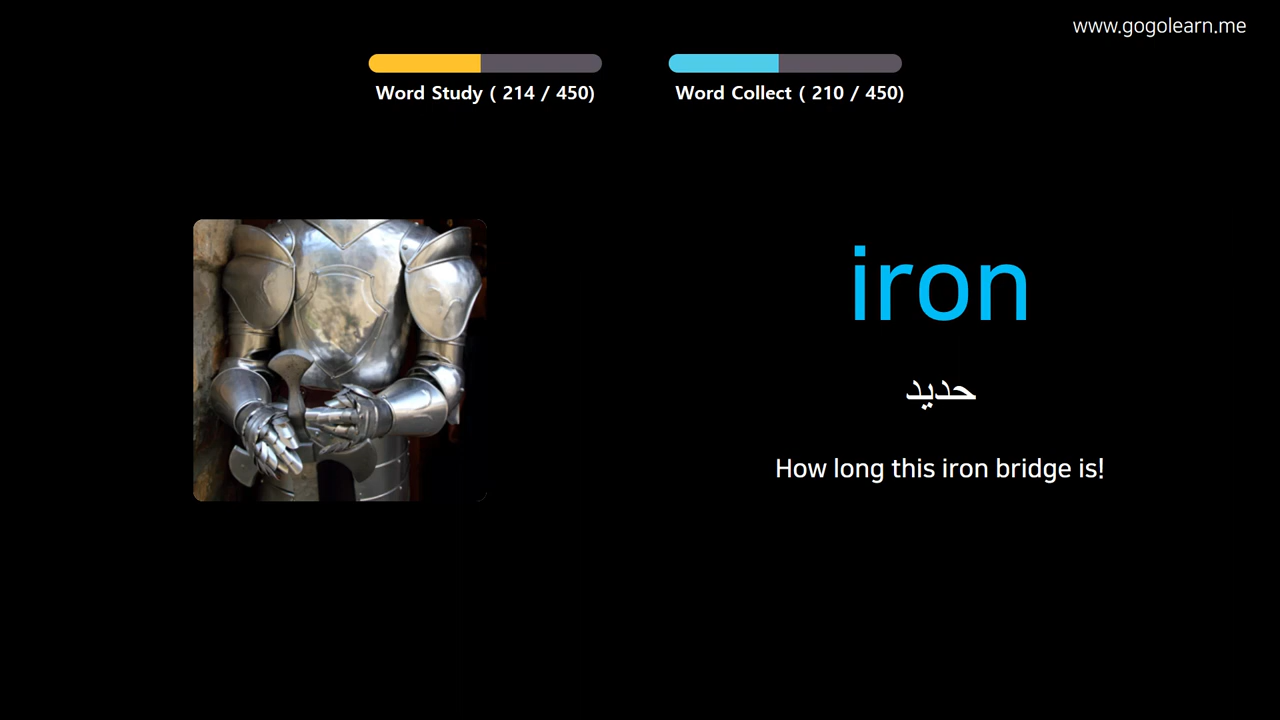 www.gogolearn.me
Word Study ( 214 / 450)
Word Collect ( 210 / 450)
iron
حديد
How long this iron bridge is!